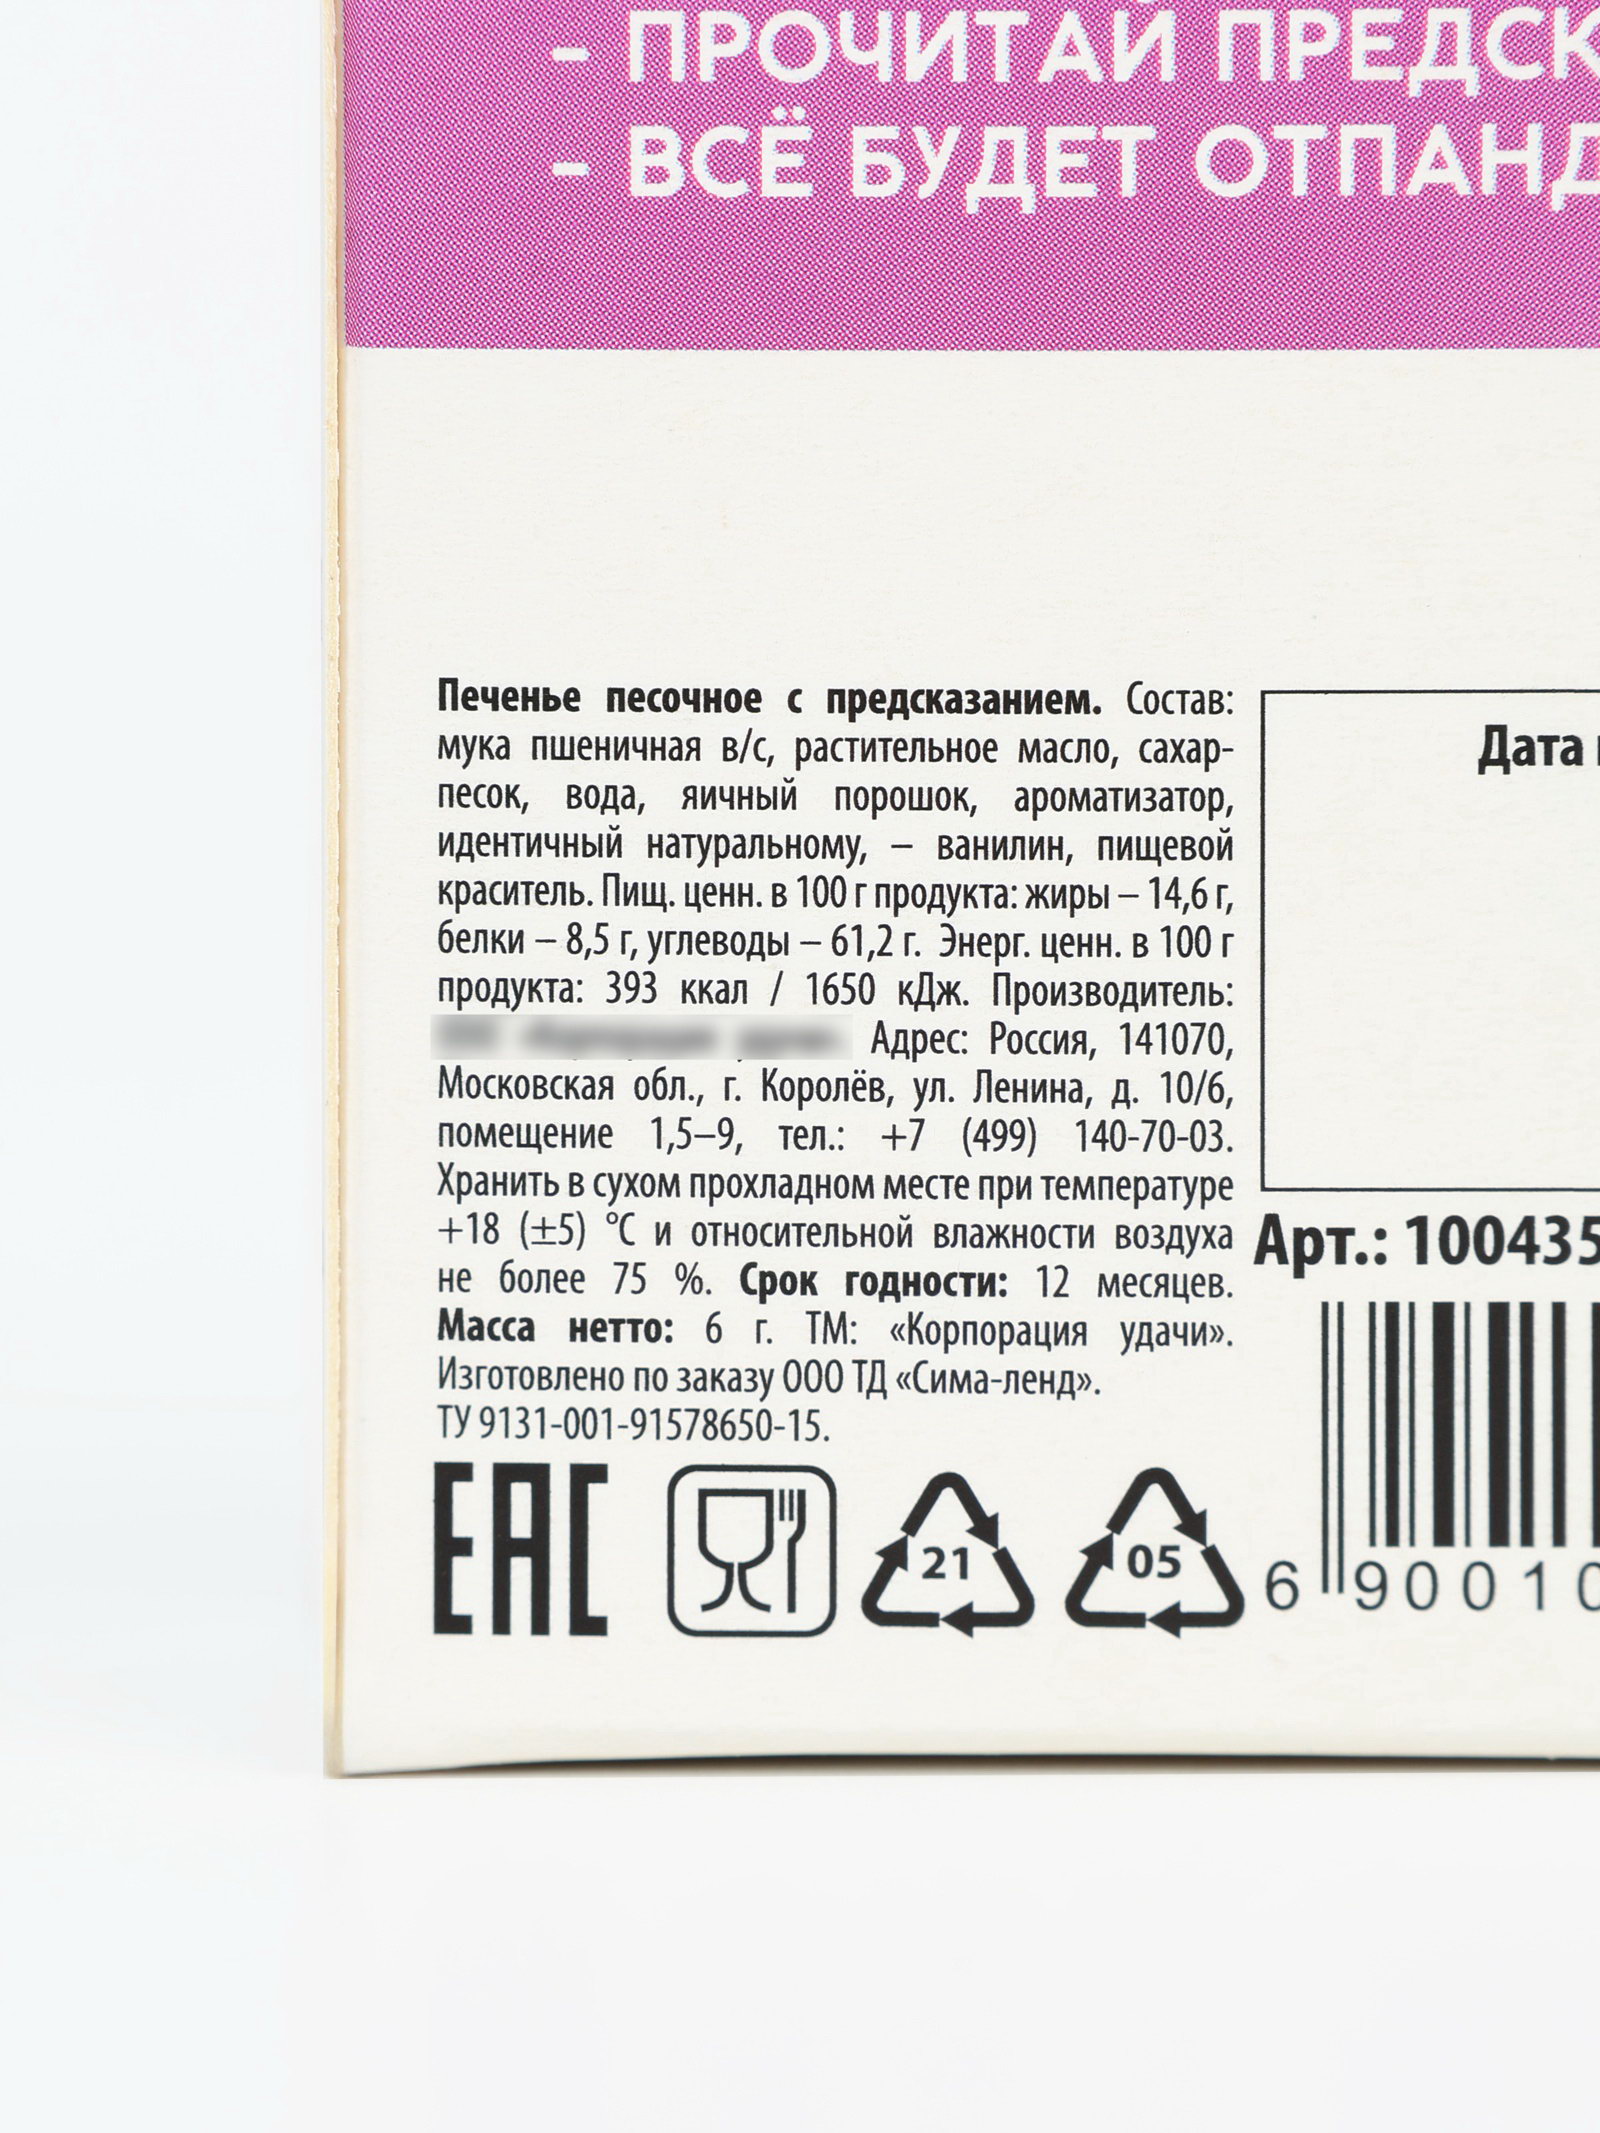 - ПРОЧИТАЙ ПРЕДСК
- ВСЁ БУДЕТ ОТПАНД
Печенье песочное с предсказанием. Состав:
мука пшеничная в/с, растительное масло, сахар-
песок, вода, яичный порошок, ароматизатор,
идентичный натуральному, – ванилин, пищевой
краситель. Пищ. ценн. в 100 г продукта: жиры – 14,6 г,
белки – 8,5 г, углеводы – 61,2 г. Энерг. ценн. в 100 г
продукта: 393 ккал / 1650 кДж. Производитель:
Адрес: Россия, 141070,
Московская обл., г. Королёв, ул. Ленина, д. 10/6,
помещение 1,5–9, тел.: +7 (499) 140-70-03.
Хранить в сухом прохладном месте при температуре
+18 (±5) °С и относительной влажности воздуха
не более 75 %. Срок годности: 12 месяцев.
Масса нетто: 6 г. ТМ: «Корпорация удачи».
Изготовлено по заказу ООО ТД «Сима-ленд».
ТУ 9131-001-91578650-15.
EAC
21
05
Дата
Арт.: 100435
6 90010